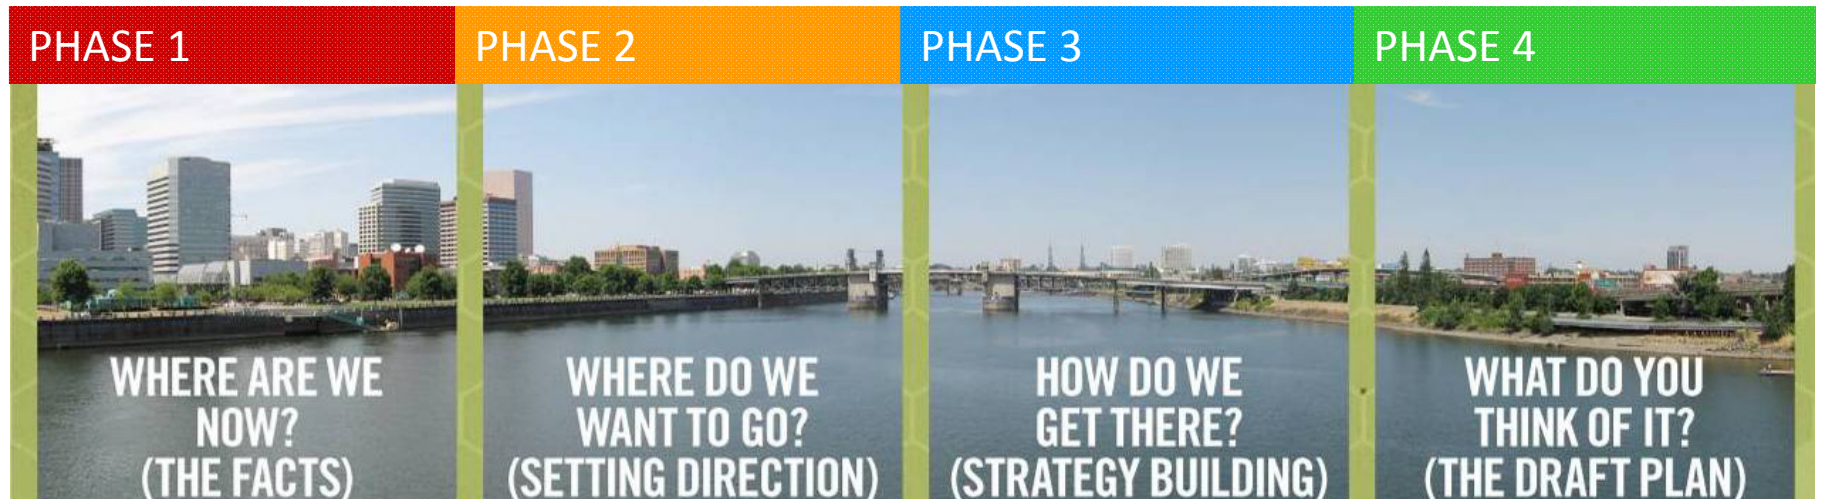 PHASE 1
PHASE 2
PHASE 3
PHASE 4
WHERE ARE WE
NOW?
(THE FACTS)
WHERE DO WE
WANT TO GO?
(SETTING DIRECTION)
HOW DO WE
GET THERE?
(STRATEGY BUILDING)
WHAT DO YOU
THINK OF IT?
(THE DRAFT PLAN)